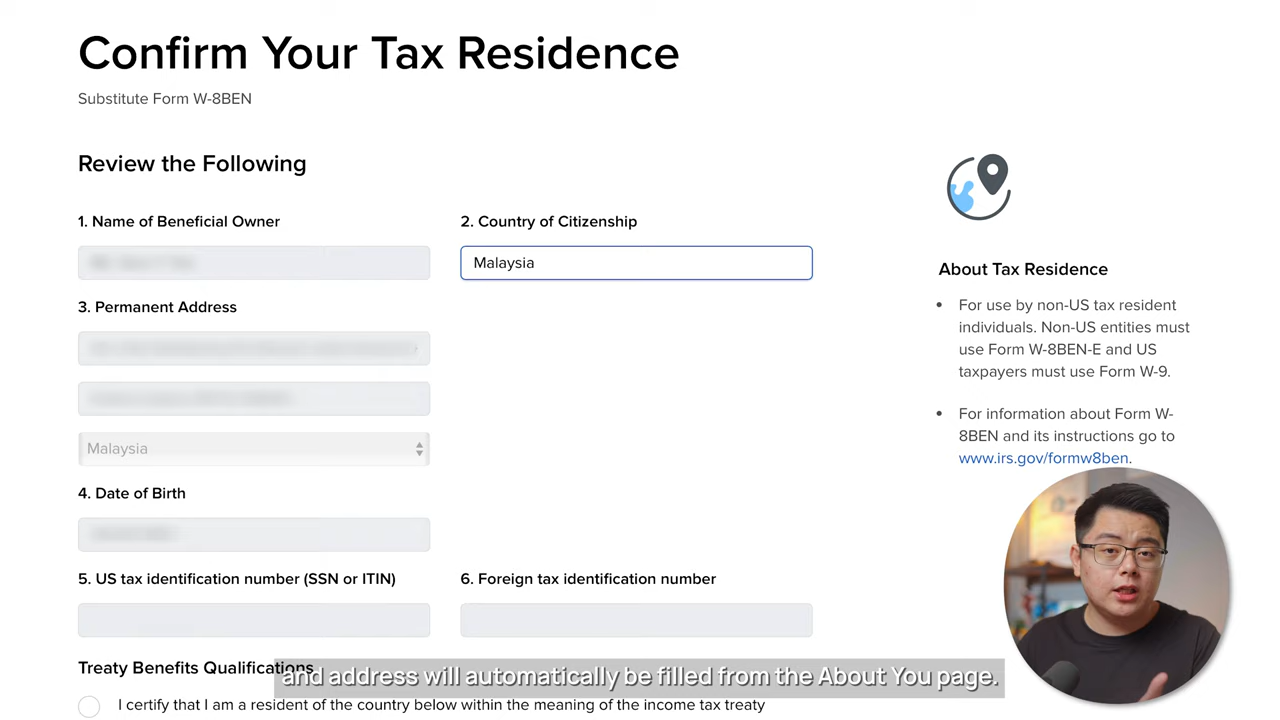 Confirm Your Tax Residence
Substitute Form W-8BEN
Review the Following
1. Name of Beneficial Owner
2. Country of Citizenship
Malaysia
3. Permanent Address
Malaysia
4. Date of Birth
5. US tax identification number (SSN or ITIN)
6. Foreign tax identification number
Treaty Benefits Qualifications
I certify that I am a resident of the country below within the meaning of the income tax treaty
About Tax Residence
• For use by non-US tax resident
individuals. Non-US entities must
use Form W-8BEN-E and US
taxpayers must use Form W-9.
• For information about Form W-
8BEN and its instructions go to
www.irs.gov/formw8ben.
and address will automatically be filled from the About You page.